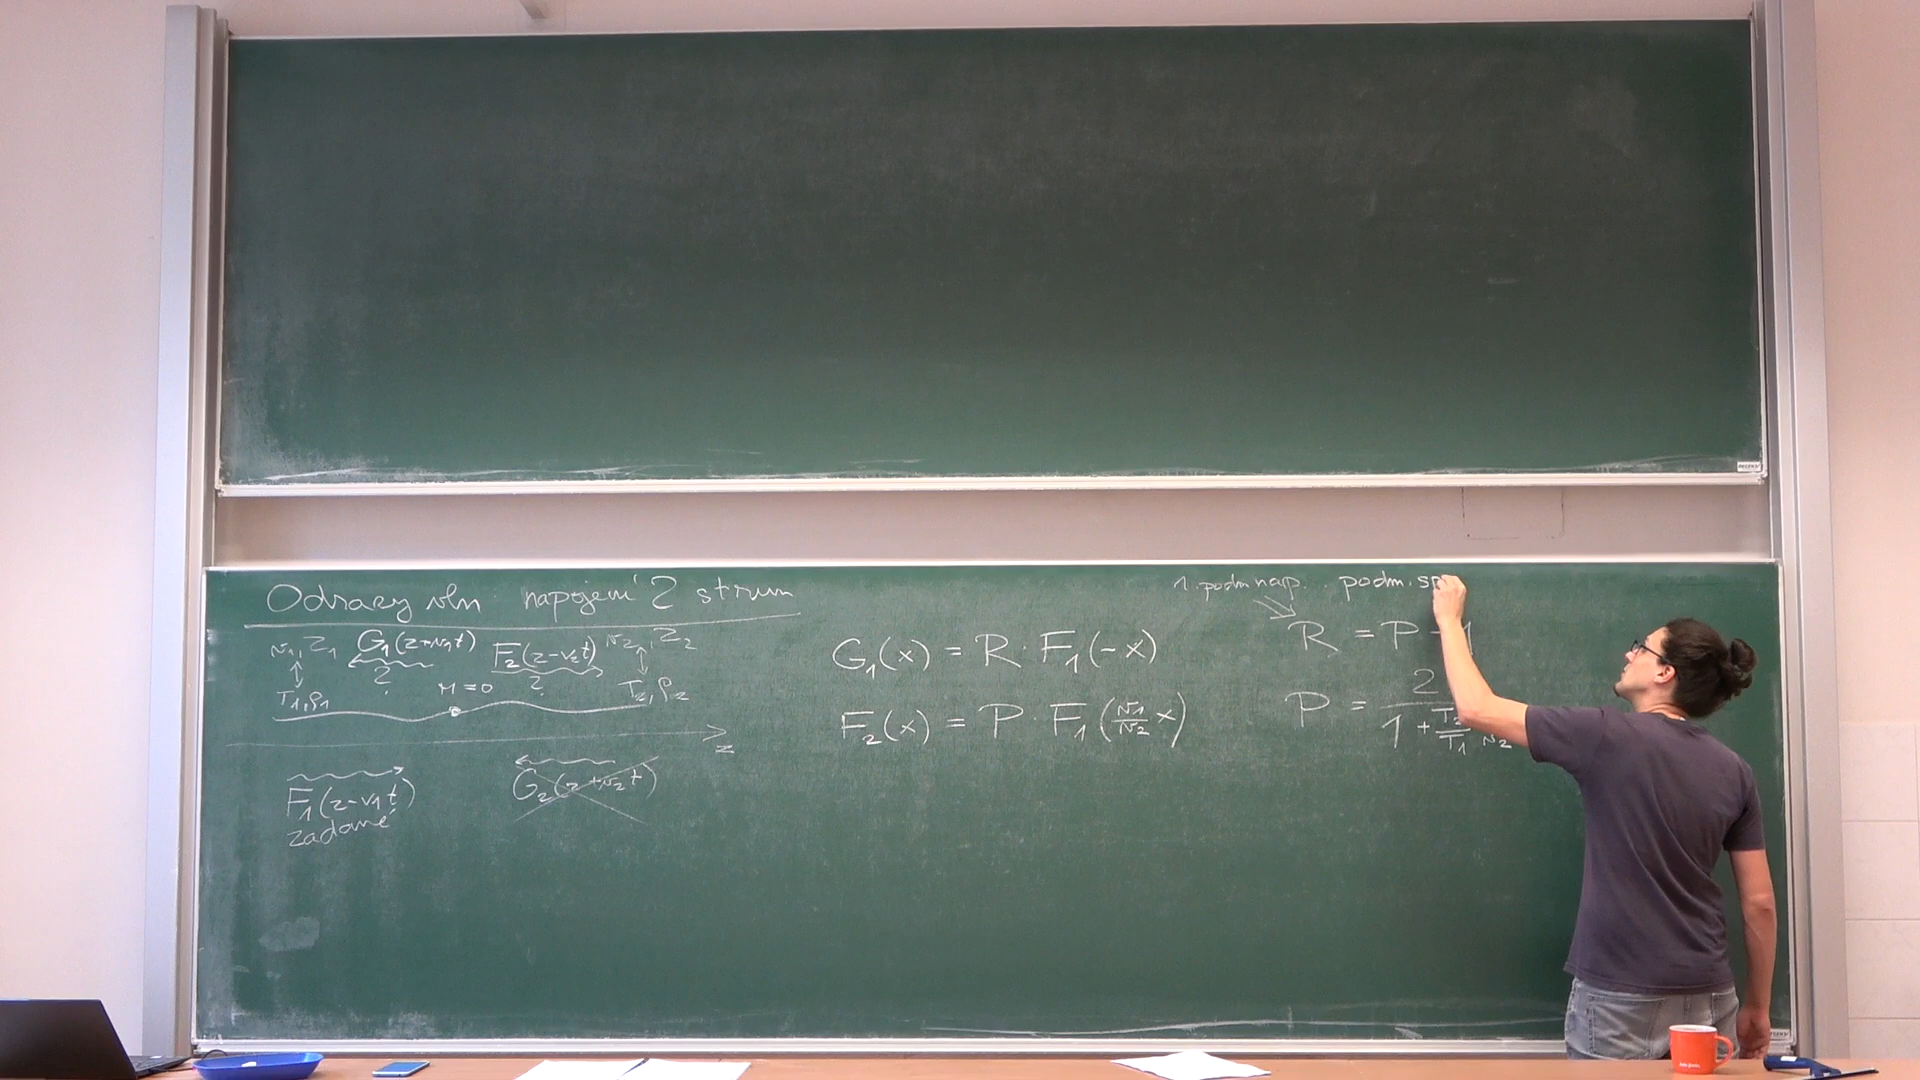 Odrazy vln napojení 2 strun
v₁, Z₁ G₁(z+v₁t) F₂(z-v₂t) v₂, Z₂
? ?
T₁, ρ₁ M=0 T₂, ρ₂
z
F₁(z-v₁t) G₂(z+v₂t)
zadané
G₁(x) = R · F₁(-x)
F₂(x) = P · F₁(v₁/v₂ x)
1. podm nap. podm. sp
R = P - 1
P = 2 / 1 + T₂/T₁ v₂